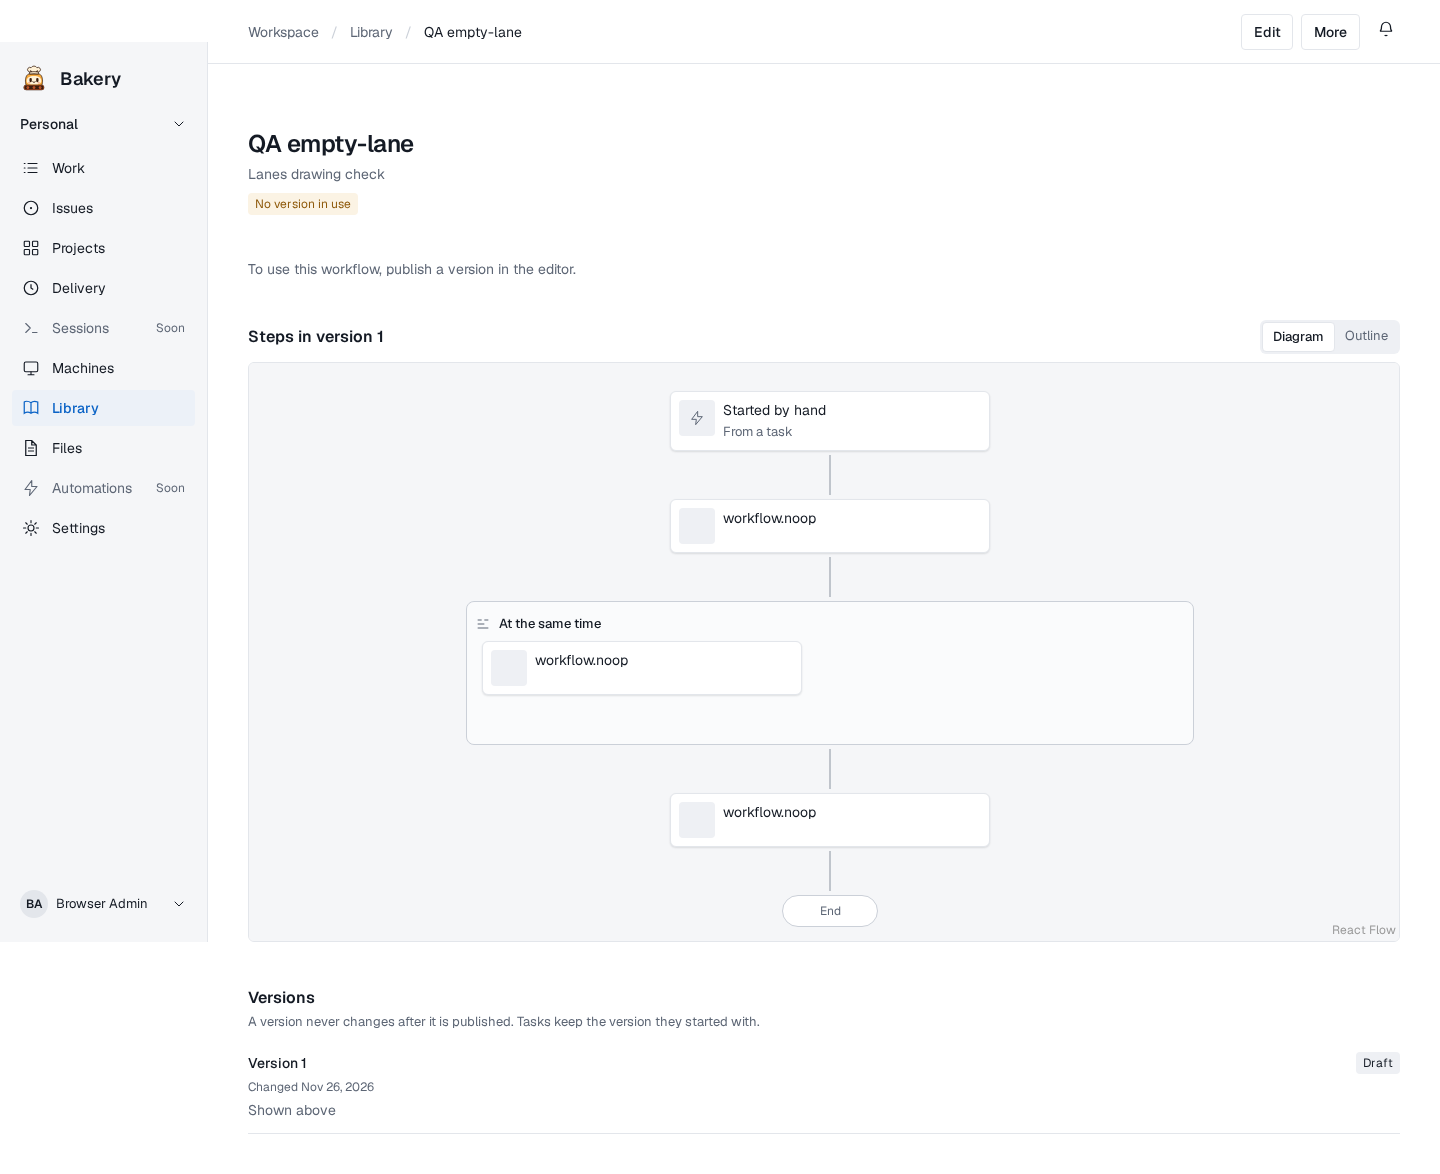 Workspace / Library / QA empty-lane
Edit
More
Bakery
Personal
Work
Issues
Projects
Delivery
Sessions Soon
Machines
Library
Files
Automations Soon
Settings
BA Browser Admin
QA empty-lane
Lanes drawing check
No version in use
To use this workflow, publish a version in the editor.
Steps in version 1
Diagram
Outline
Started by hand
From a task
workflow.noop
At the same time
workflow.noop
workflow.noop
End
React Flow
Versions
A version never changes after it is published. Tasks keep the version they started with.
Version 1
Draft
Changed Nov 26, 2026
Shown above